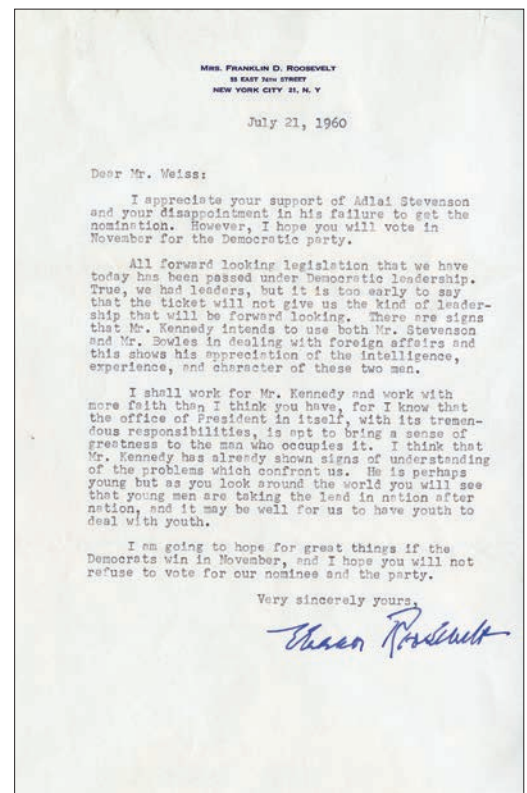 MRS. FRANKLIN D. ROOSEVELT
55 EAST 74TH STREET
NEW YORK CITY 21, N. Y
July 21, 1960
Dear Mr. Weiss:
I appreciate your support of Adlai Stevenson
and your disappointment in his failure to get the
nomination. However, I hope you will vote in
November for the Democratic party.
All forward looking legislation that we have
today has been passed under Democratic leadership.
True, we had leaders, but it is too early to say
that the ticket will not give us the kind of leader-
ship that will be forward looking. There are signs
that Mr. Kennedy intends to use both Mr. Stevenson
and Mr. Bowles in dealing with foreign affairs and
this shows his appreciation of the intelligence,
experience, and character of these two men.
I shall work for Mr. Kennedy and work with
more faith than I think you have, for I know that
the office of President in itself, with its tremen-
dous responsibilities, is apt to bring a sense of
greatness to the man who occupies it. I think that
Mr. Kennedy has already shown signs of understanding
of the problems which confront us. He is perhaps
young but as you look around the world you will see
that young men are taking the lead in nation after
nation, and it may be well for us to have youth to
deal with youth.
I am going to hope for great things if the
Democrats win in November, and I hope you will not
refuse to vote for our nominee and the party.
Very sincerely yours,
Eleanor Roosevelt